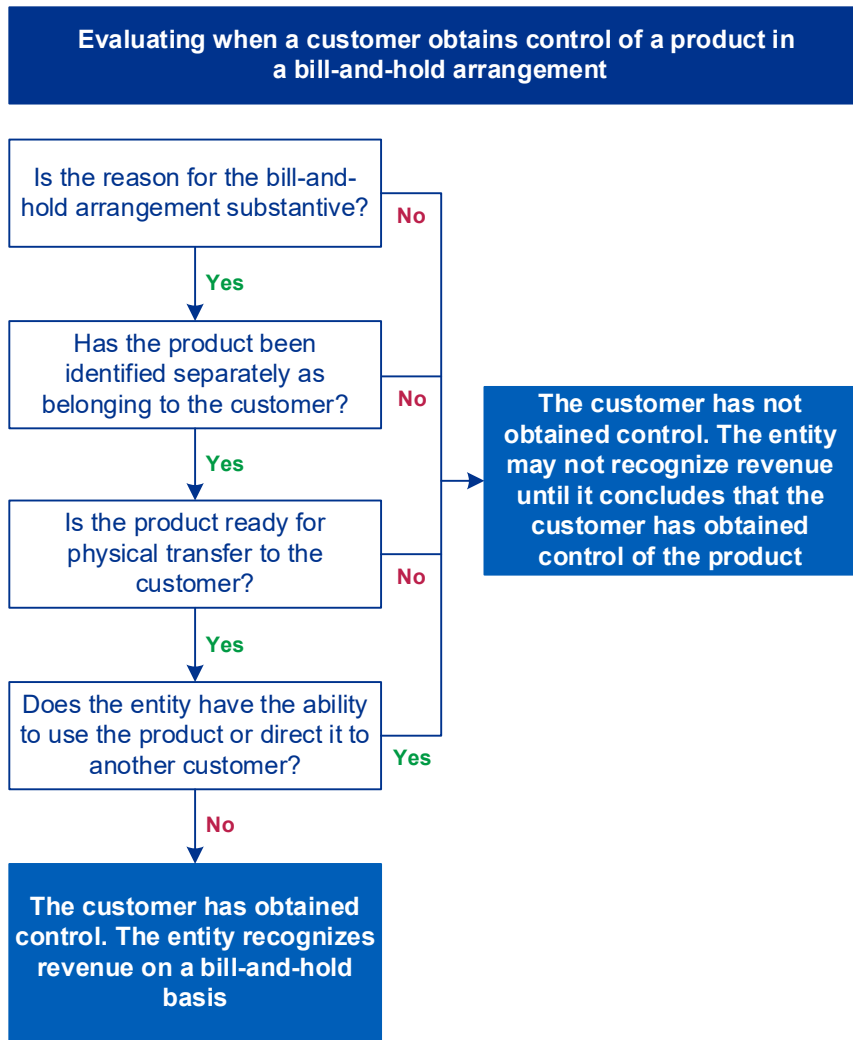 Evaluating when a customer obtains control of a product in
a bill-and-hold arrangement
Is the reason for the bill-and-
hold arrangement substantive?
No
Yes
Has the product been
identified separately as
belonging to the customer?
No
Yes
The customer has not
obtained control. The entity
may not recognize revenue
until it concludes that the
customer has obtained
control of the product
Is the product ready for
physical transfer to the
customer?
No
Yes
Does the entity have the ability
to use the product or direct it to
another customer?
Yes
No
The customer has obtained
control. The entity recognizes
revenue on a bill-and-hold
basis